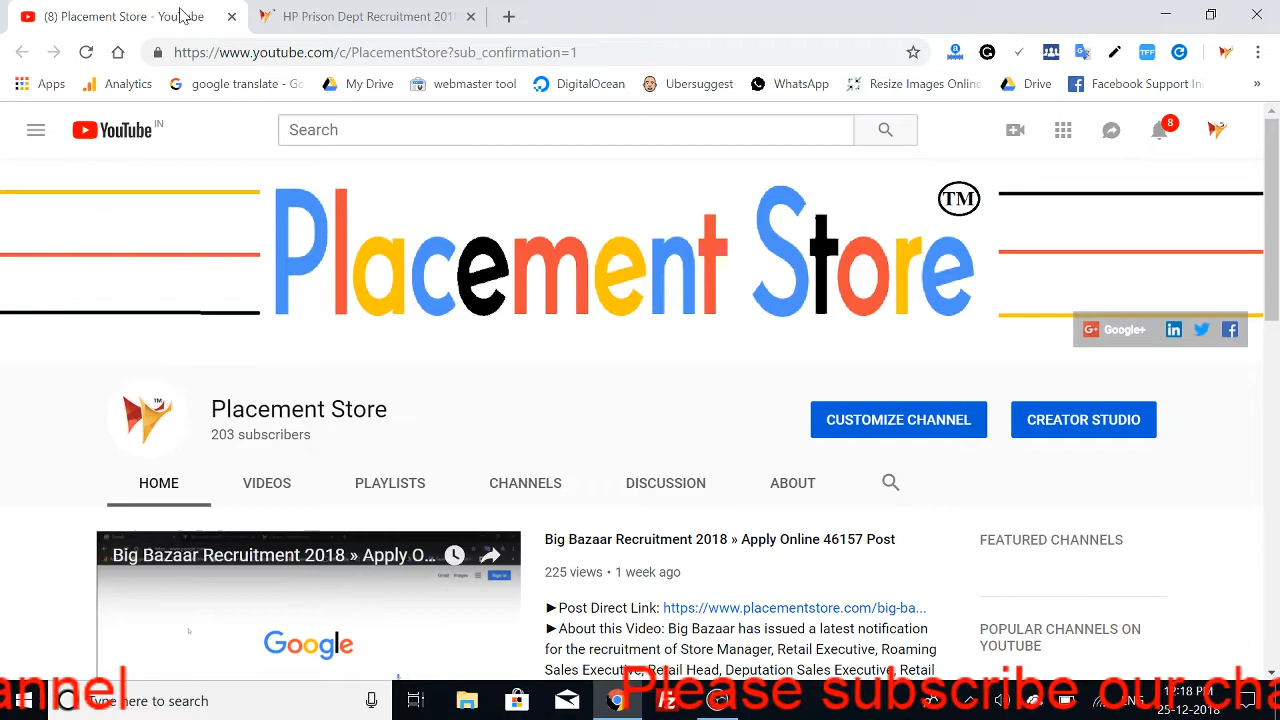 (8) Placement Store - YouTube
HP Prison Dept Recruitment 2018
https://www.youtube.com/c/PlacementStore?sub_confirmation=1
Apps Analytics google translate - Go My Drive webmaster tool DigitalOcean Ubersuggest WhatsApp Resize Images Online Drive Facebook Support In
YouTube IN
Search
8
Placement Store TM
Google+
TM
Placement Store
203 subscribers
CUSTOMIZE CHANNEL
CREATOR STUDIO
HOME VIDEOS PLAYLISTS CHANNELS DISCUSSION ABOUT
Big Bazaar Recruitment 2018 » Apply O...
Google
Big Bazaar Recruitment 2018 » Apply Online 46157 Post
225 views • 1 week ago
►Post Direct Link: https://www.placementstore.com/big-ba...
►About this Video: Big Bazaar has issued a latest notification
for the recruitment of Store Manager, Retail Executive, Roaming
Sales Executive, Retail Head, Deputation Sales Executive, Retail
FEATURED CHANNELS
POPULAR CHANNELS ON
YOUTUBE
annel Please subscribe our cha
Type here to search
ENG
12:18 PM
25-12-2018